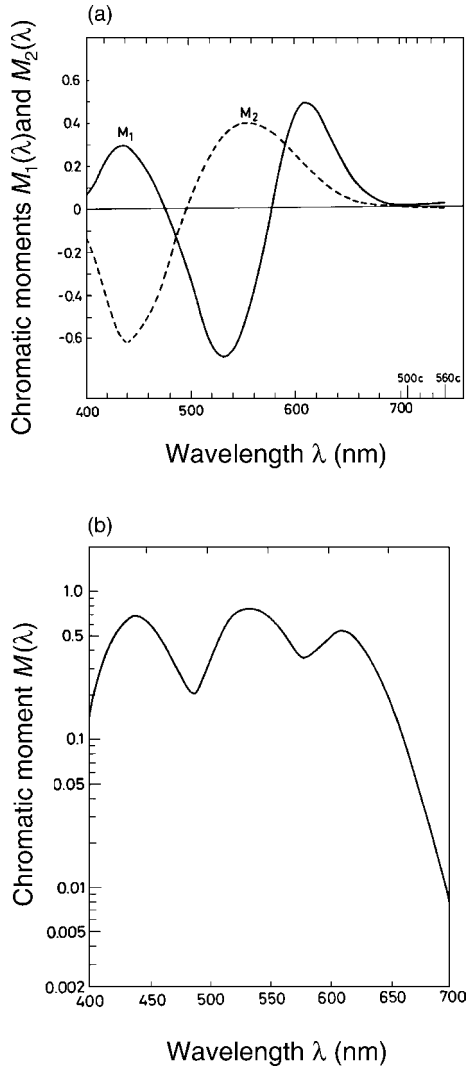 (a)
Chromatic moments M₁(λ)and M₂(λ)
0.6
0.4
0.2
0
-0.2
-0.4
-0.6
M₁
M₂
500c
560c
400
500
600
700
Wavelength λ (nm)
(b)
Chromatic moment M(λ)
1.0
0.5
0.1
0.05
0.01
0.005
0.002
400
450
500
550
600
650
700
Wavelength λ (nm)